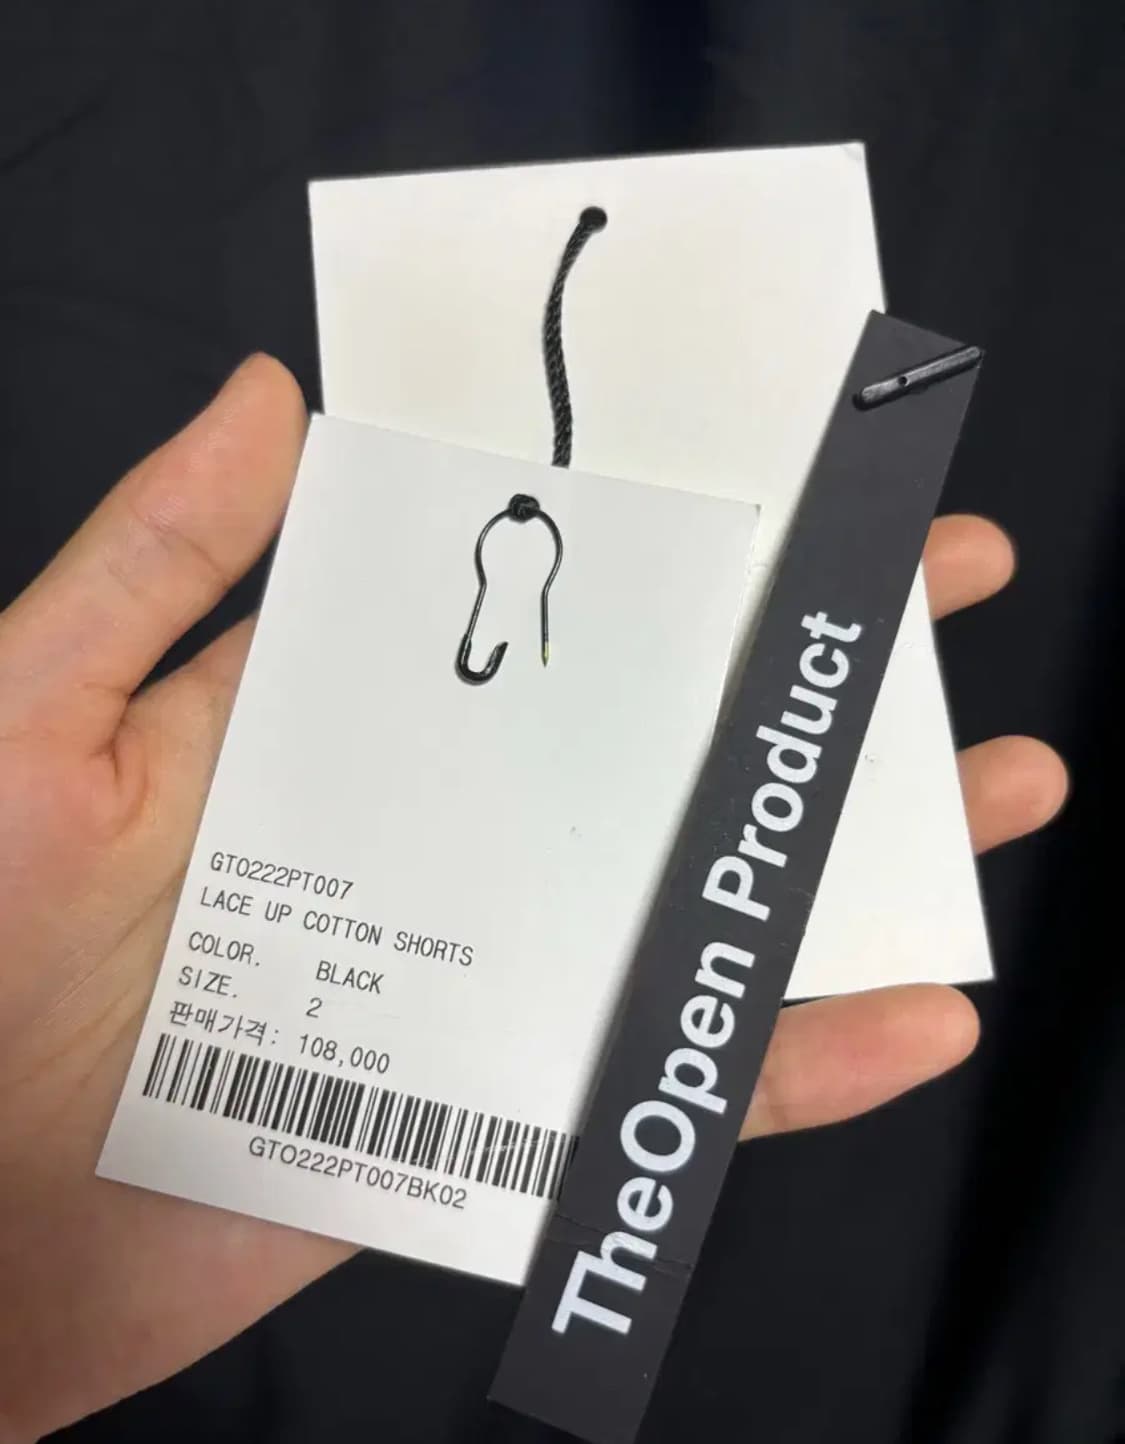 GTO222PT007
LACE UP COTTON SHORTS
COLOR. BLACK
SIZE. 2
판매가격: 108,000
GTO222PT007BK02
TheOpen Product